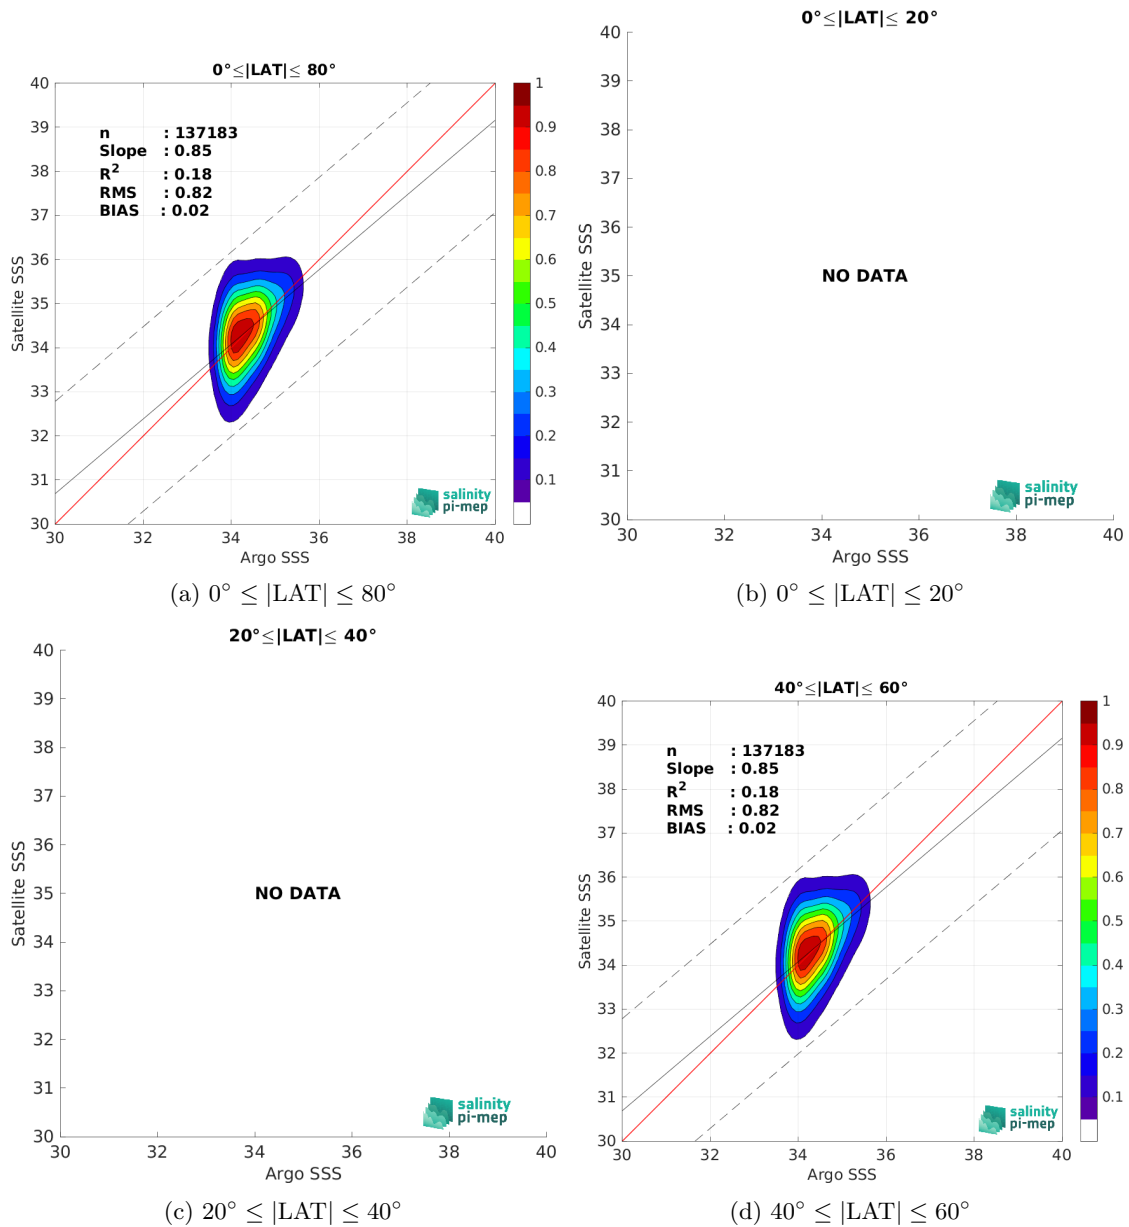 0°≤|LAT|≤ 80°
40
39
38
37
36
35
34
33
32
31
30
Satellite SSS
n : 137183
Slope : 0.85
R² : 0.18
RMS : 0.82
BIAS : 0.02
salinity
pi-mep
30 32 34 36 38 40
Argo SSS
1
0.9
0.8
0.7
0.6
0.5
0.4
0.3
0.2
0.1
(a) 0° ≤ |LAT| ≤ 80°
0°≤|LAT|≤ 20°
40
39
38
37
36
35
34
33
32
31
30
Satellite SSS
NO DATA
salinity
pi-mep
30 32 34 36 38 40
Argo SSS
(b) 0° ≤ |LAT| ≤ 20°
20°≤|LAT|≤ 40°
40
39
38
37
36
35
34
33
32
31
30
Satellite SSS
NO DATA
salinity
pi-mep
30 32 34 36 38 40
Argo SSS
(c) 20° ≤ |LAT| ≤ 40°
40°≤|LAT|≤ 60°
40
39
38
37
36
35
34
33
32
31
30
Satellite SSS
n : 137183
Slope : 0.85
R² : 0.18
RMS : 0.82
BIAS : 0.02
salinity
pi-mep
30 32 34 36 38 40
Argo SSS
1
0.9
0.8
0.7
0.6
0.5
0.4
0.3
0.2
0.1
(d) 40° ≤ |LAT| ≤ 60°